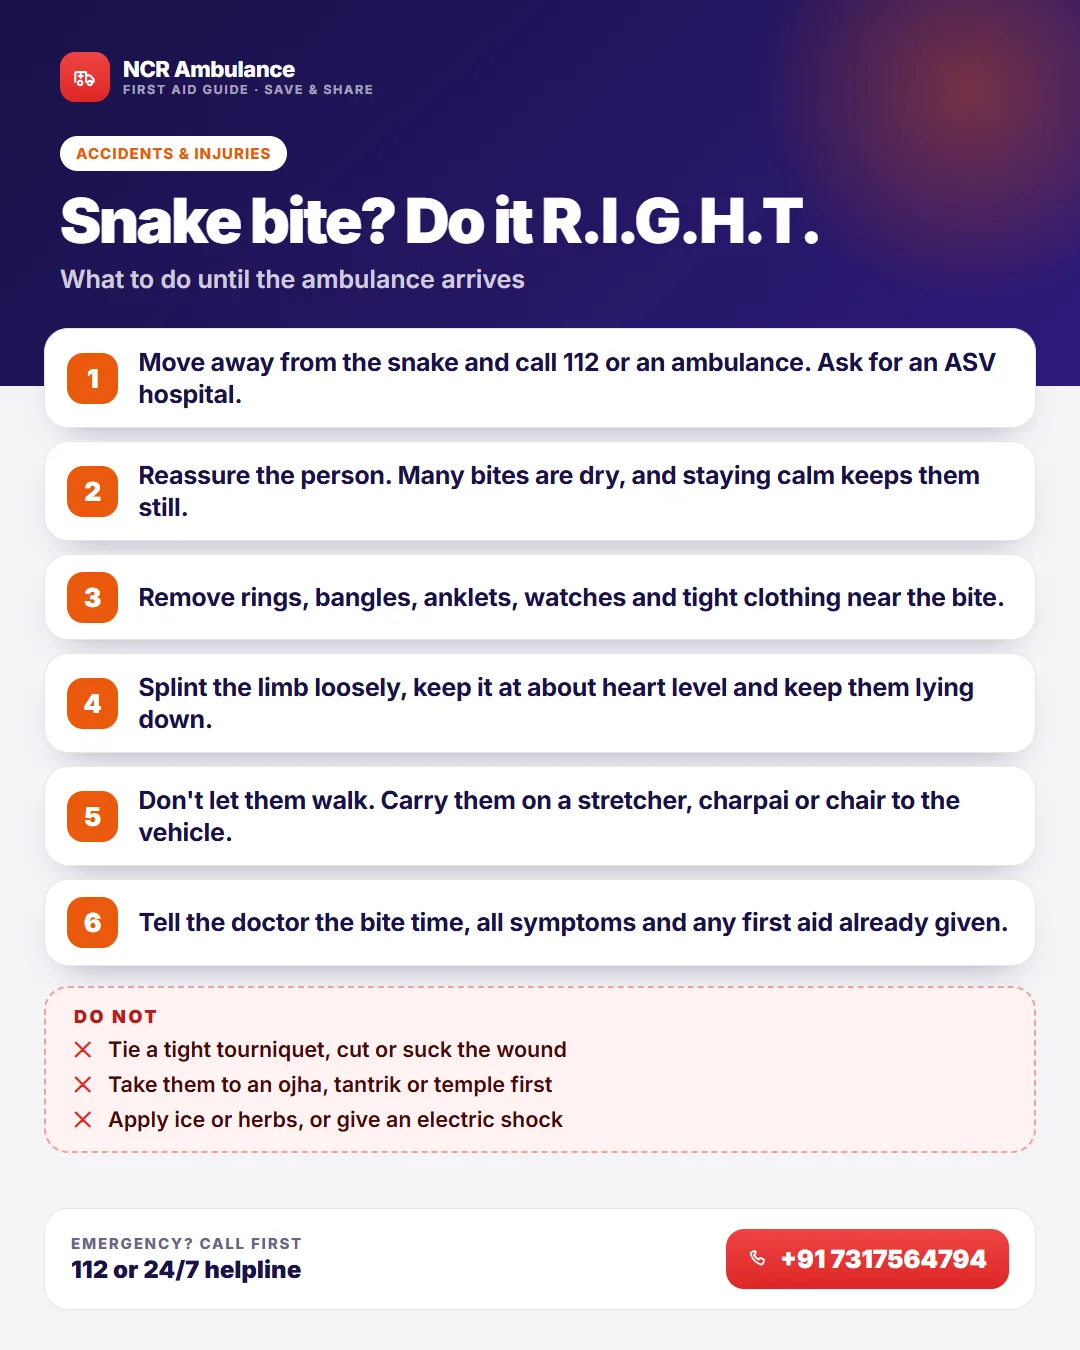 NCR Ambulance
FIRST AID GUIDE · SAVE & SHARE
ACCIDENTS & INJURIES
Snake bite? Do it R.I.G.H.T.
What to do until the ambulance arrives
1
Move away from the snake and call 112 or an ambulance. Ask for an ASV
hospital.
2
Reassure the person. Many bites are dry, and staying calm keeps them
still.
3
Remove rings, bangles, anklets, watches and tight clothing near the bite.
4
Splint the limb loosely, keep it at about heart level and keep them lying
down.
5
Don't let them walk. Carry them on a stretcher, charpai or chair to the
vehicle.
6
Tell the doctor the bite time, all symptoms and any first aid already given.
DO NOT
Tie a tight tourniquet, cut or suck the wound
Take them to an ojha, tantrik or temple first
Apply ice or herbs, or give an electric shock
EMERGENCY? CALL FIRST
112 or 24/7 helpline
+91 7317564794